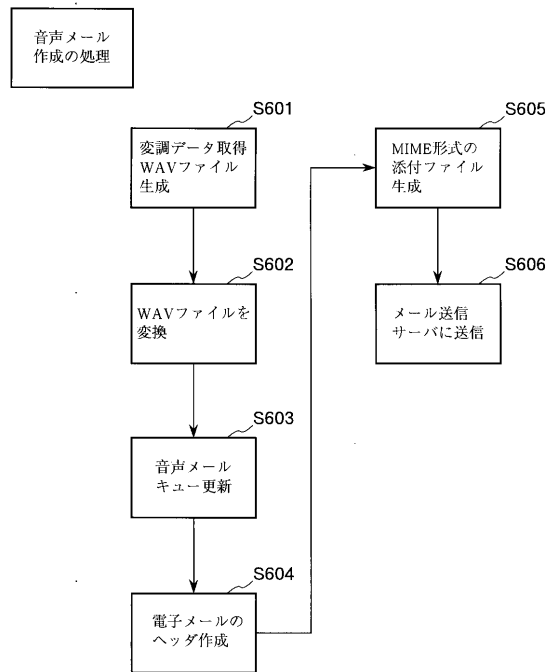 音声メール
作成の処理
S601
変調データ取得
WAVファイル
生成
S602
WAVファイルを
変換
S603
音声メール
キュー更新
S604
電子メールの
ヘッダ作成
S605
MIME形式の
添付ファイル
生成
S606
メール送信
サーバに送信